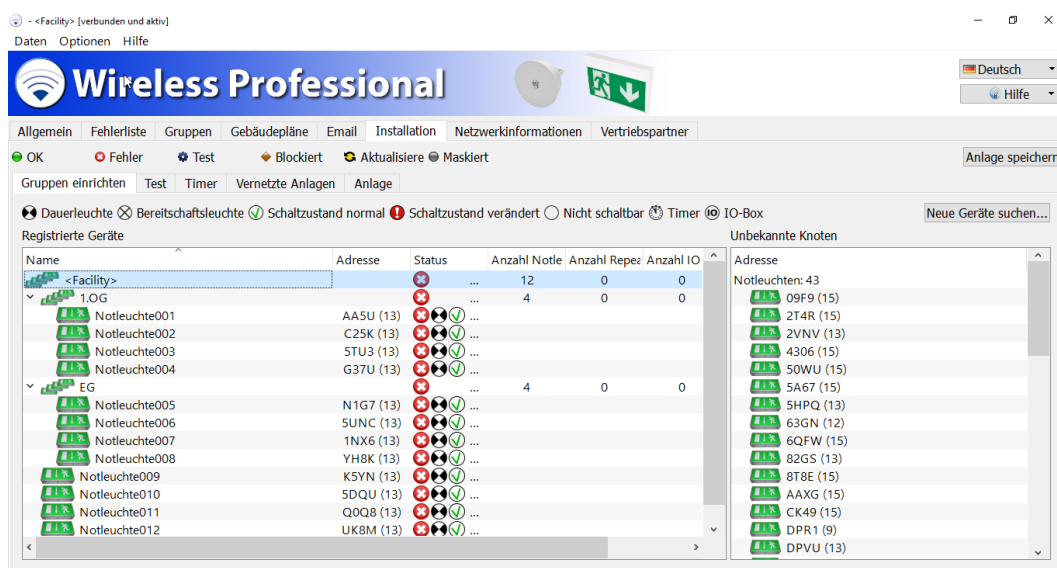 - <Facility> [verbunden und aktiv]
Daten Optionen Hilfe
Wireless Professional
Deutsch
Hilfe
Allgemein Fehlerliste Gruppen Gebäudepläne Email Installation Netzwerkinformationen Vertriebspartner
OK Fehler Test Blockiert Aktualisiere Maskiert Anlage speichern
Gruppen einrichten Test Timer Vernetzte Anlagen Anlage
Dauerleuchte Bereitschaftsleuchte Schaltzustand normal Schaltzustand verändert Nicht schaltbar Timer IO IO-Box Neue Geräte suchen...
Registrierte Geräte Unbekannte Knoten
Name Adresse Status Anzahl Notle Anzahl Repea Anzahl IO- Adresse
<Facility> ... 12 0 0 Notleuchten: 43
1.OG ... 4 0 0 09F9 (15)
Notleuchte001 AA5U (13) ... 2T4R (15)
Notleuchte002 C25K (13) ... 2VNV (13)
Notleuchte003 5TU3 (13) ... 4306 (15)
Notleuchte004 G37U (13) ... 50WU (15)
EG ... 4 0 0 5A67 (15)
Notleuchte005 N1G7 (13) ... 5HPQ (13)
Notleuchte006 5UNC (13) ... 63GN (12)
Notleuchte007 1NX6 (13) ... 6QFW (15)
Notleuchte008 YH8K (13) ... 82GS (13)
Notleuchte009 K5YN (13) ... 8T8E (15)
Notleuchte010 5DQU (13) ... AAXG (15)
Notleuchte011 Q0Q8 (13) ... CK49 (15)
Notleuchte012 UK8M (13) ... DPR1 (9)
DPVU (13)